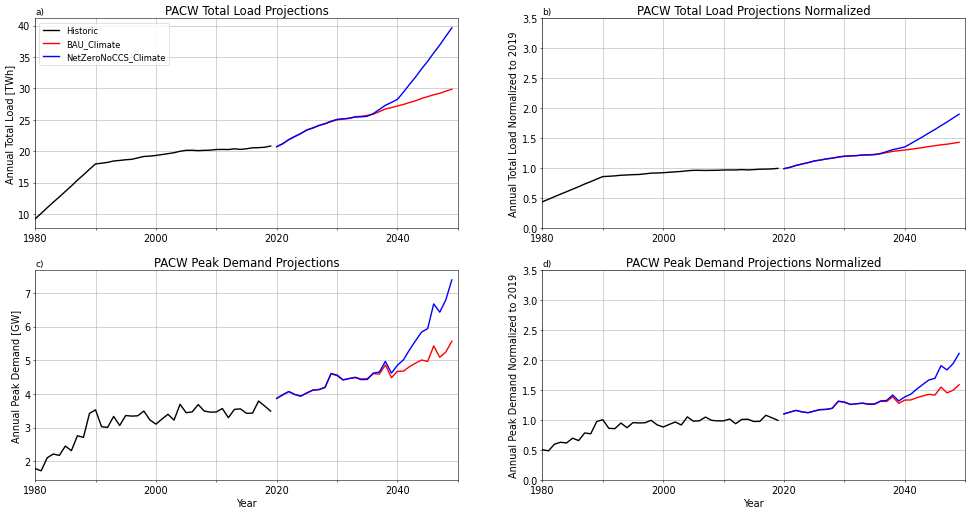 a)
PACW Total Load Projections
Historic
BAU_Climate
NetZeroNoCCS_Climate
Annual Total Load [TWh]
40
35
30
25
20
15
10
1980
2000
2020
2040
b)
PACW Total Load Projections Normalized
Annual Total Load Normalized to 2019
3.5
3.0
2.5
2.0
1.5
1.0
0.5
0.0
1980
2000
2020
2040
c)
PACW Peak Demand Projections
Annual Peak Demand [GW]
7
6
5
4
3
2
1980
2000
2020
2040
Year
d)
PACW Peak Demand Projections Normalized
Annual Peak Demand Normalized to 2019
3.5
3.0
2.5
2.0
1.5
1.0
0.5
0.0
1980
2000
2020
2040
Year